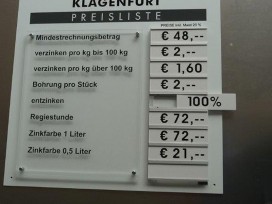 KLAGENFURT
PREISLISTE
Mindestrechnungsbetrag € 48,--
verzinken pro kg bis 100 kg € 2,--
verzinken pro kg über 100 kg € 1,60
Bohrung pro Stück € 2,--
entzinken 100%
Regiestunde € 72,--
Zinkfarbe 1 Liter € 72,--
Zinkfarbe 0,5 Liter € 21,--